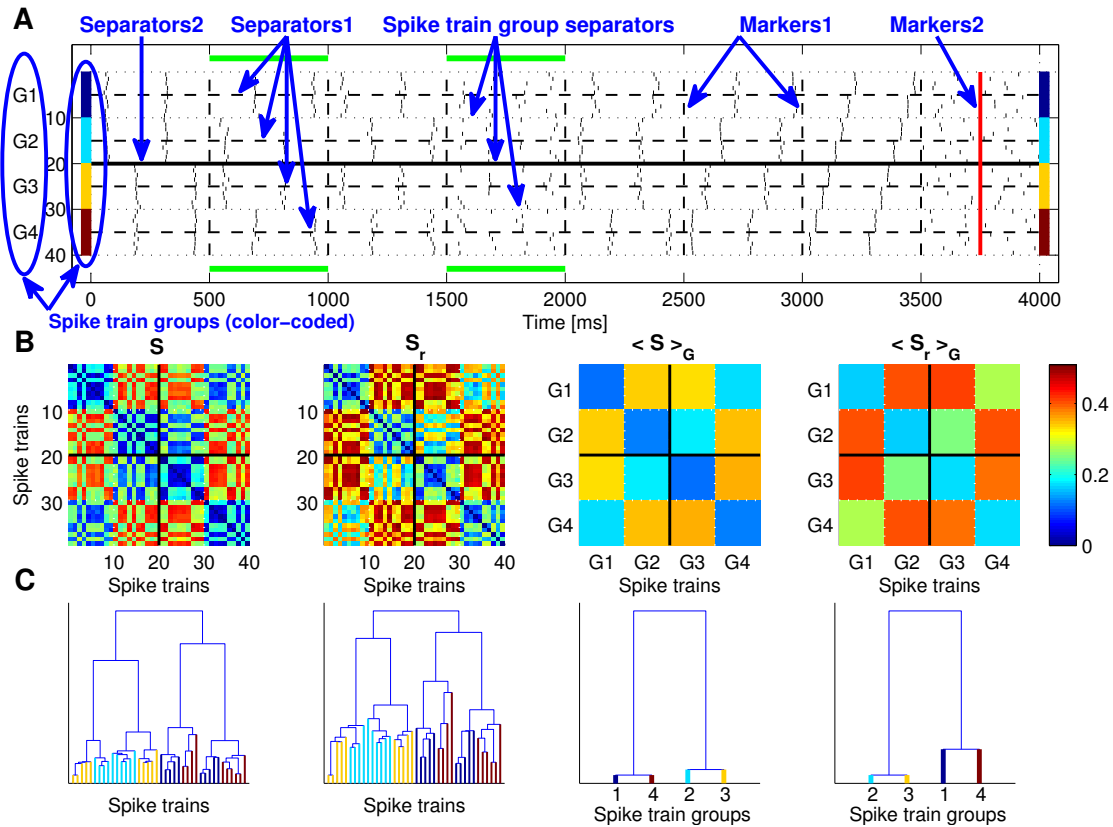 A
Separators2 Separators1 Spike train group separators Markers1 Markers2
G1
10
G2
20
G3
30
G4
40
0 500 1000 1500 2000 2500 3000 3500 4000
Spike train groups (color-coded) Time [ms]
B
S S_r < S >_G < S_r >_G
Spike trains
10
20
30
10 20 30 40
Spike trains
10
20
30
10 20 30 40
Spike trains
G1
G2
G3
G4
G1 G2 G3 G4
Spike trains
G1
G2
G3
G4
G1 G2 G3 G4
Spike trains
0.4
0.2
0
C
Spike trains
Spike trains
1 4 2 3
Spike train groups
2 3 1 4
Spike train groups